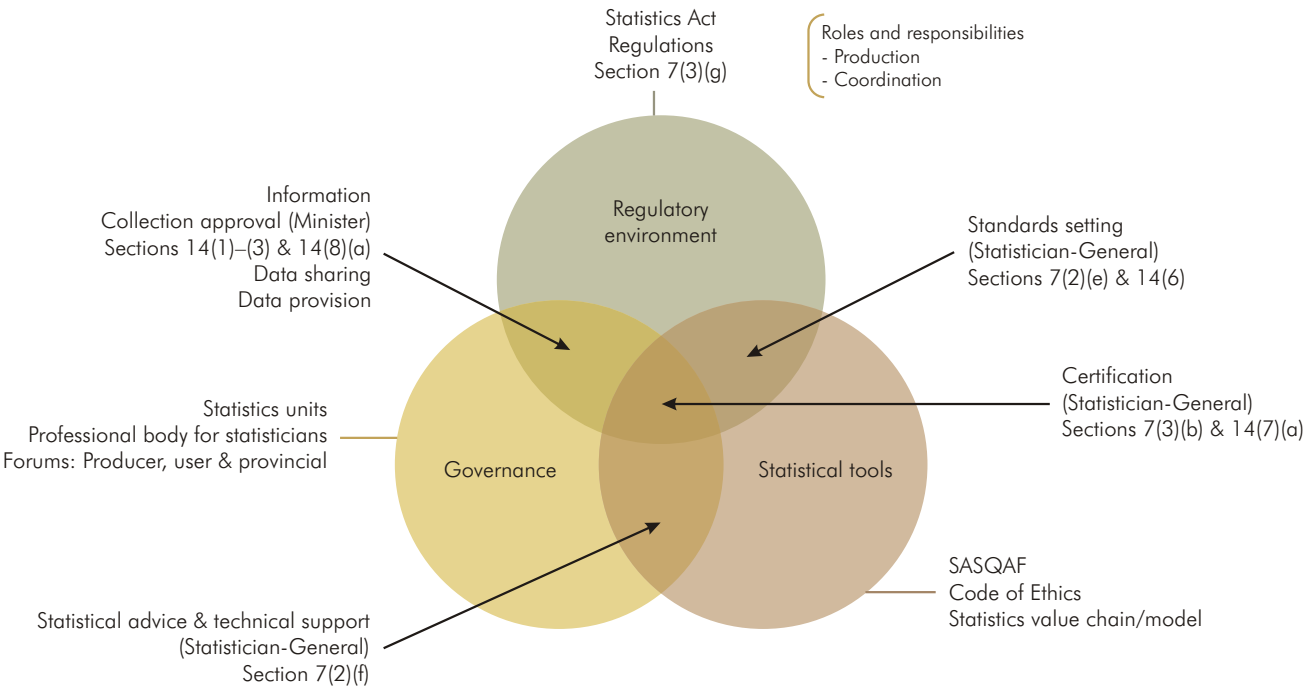 Statistics Act
Regulations
Section 7(3)(g)
Roles and responsibilities
- Production
- Coordination
Information
Collection approval (Minister)
Sections 14(1)–(3) & 14(8)(a)
Data sharing
Data provision
Regulatory
environment
Standards setting
(Statistician-General)
Sections 7(2)(e) & 14(6)
Certification
(Statistician-General)
Sections 7(3)(b) & 14(7)(a)
Statistics units
Professional body for statisticians
Forums: Producer, user & provincial
Governance
Statistical tools
SASQAF
Code of Ethics
Statistics value chain/model
Statistical advice & technical support
(Statistician-General)
Section 7(2)(f)